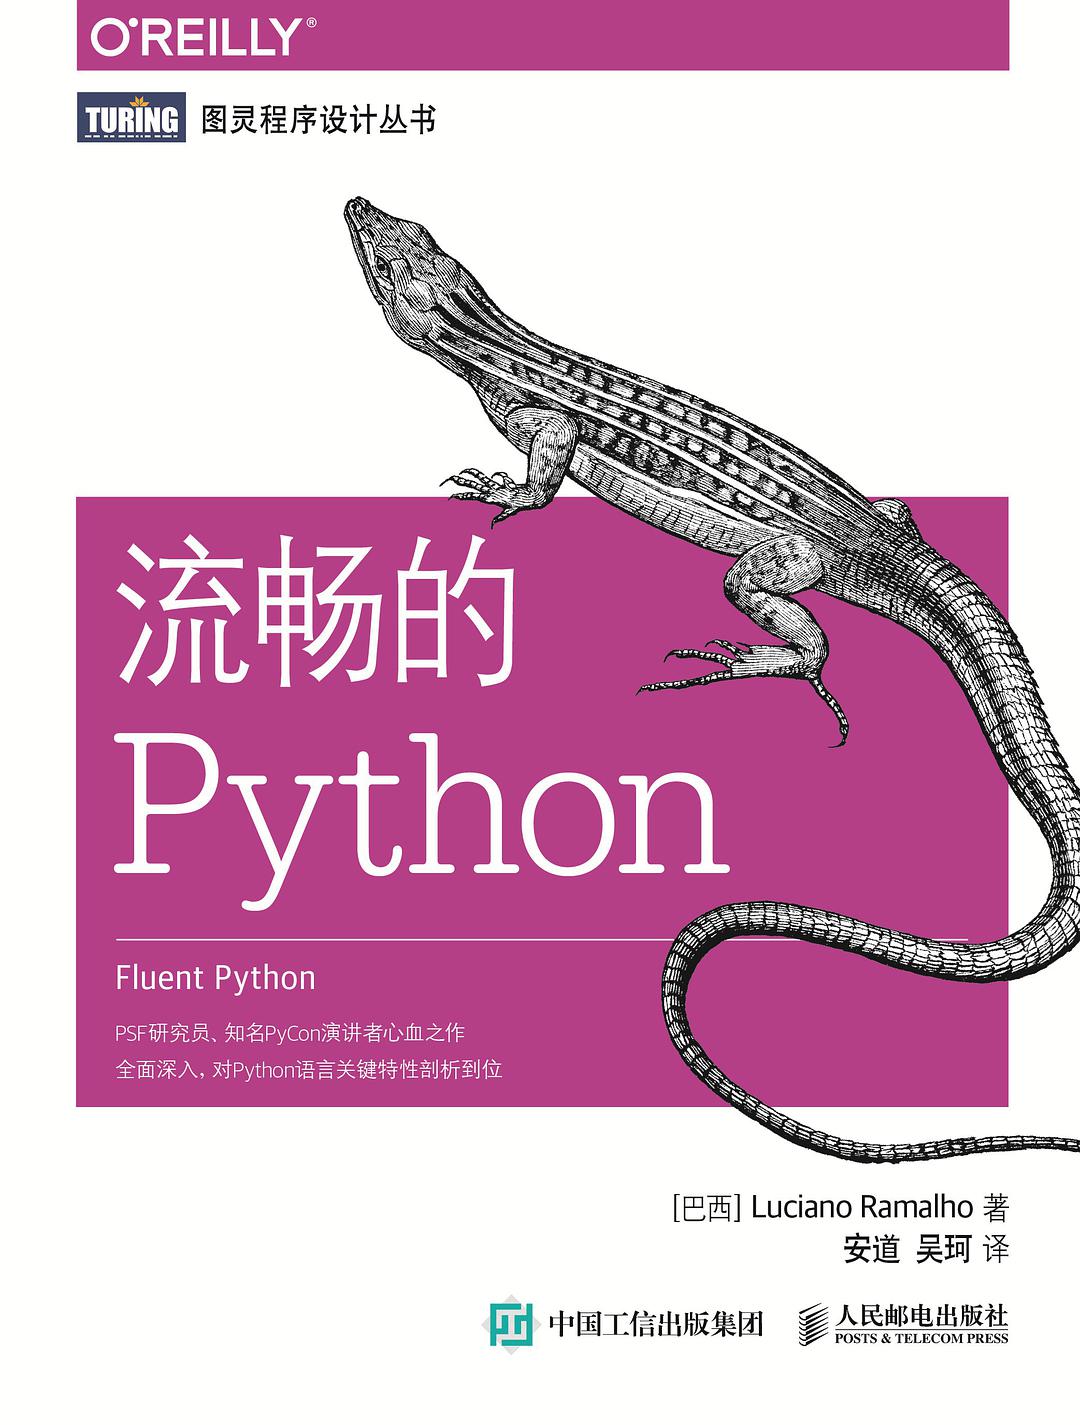 O'REILLY®
TURING 图灵程序设计丛书
流畅的
Python
Fluent Python
PSF研究员、知名PyCon演讲者心血之作
全面深入，对Python语言关键特性剖析到位
[巴西] Luciano Ramalho 著
安道 吴珂 译
中国工信出版集团
人民邮电出版社
POSTS & TELECOM PRESS